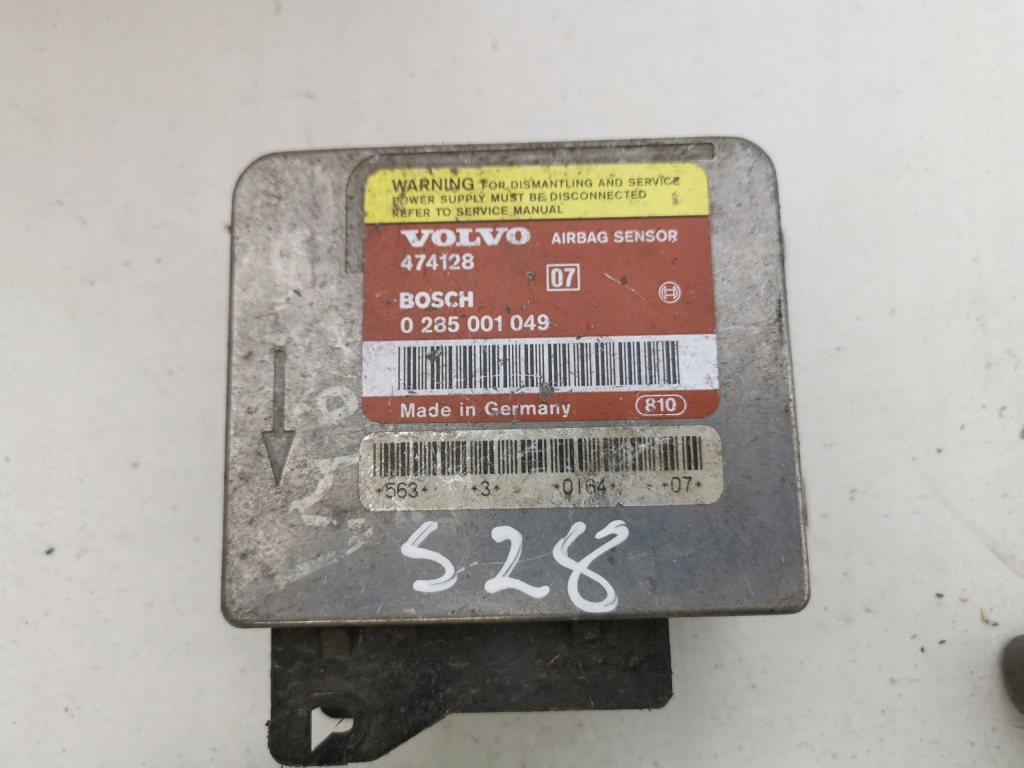 WARNING FOR DISMANTLING AND SERVICE
POWER SUPPLY MUST BE DISCONNECTED
REFER TO SERVICE MANUAL
VOLVO AIRBAG SENSOR
474128
07
BOSCH
0 285 001 049
Made in Germany 810
*563* *3* *0164* *07*
S28